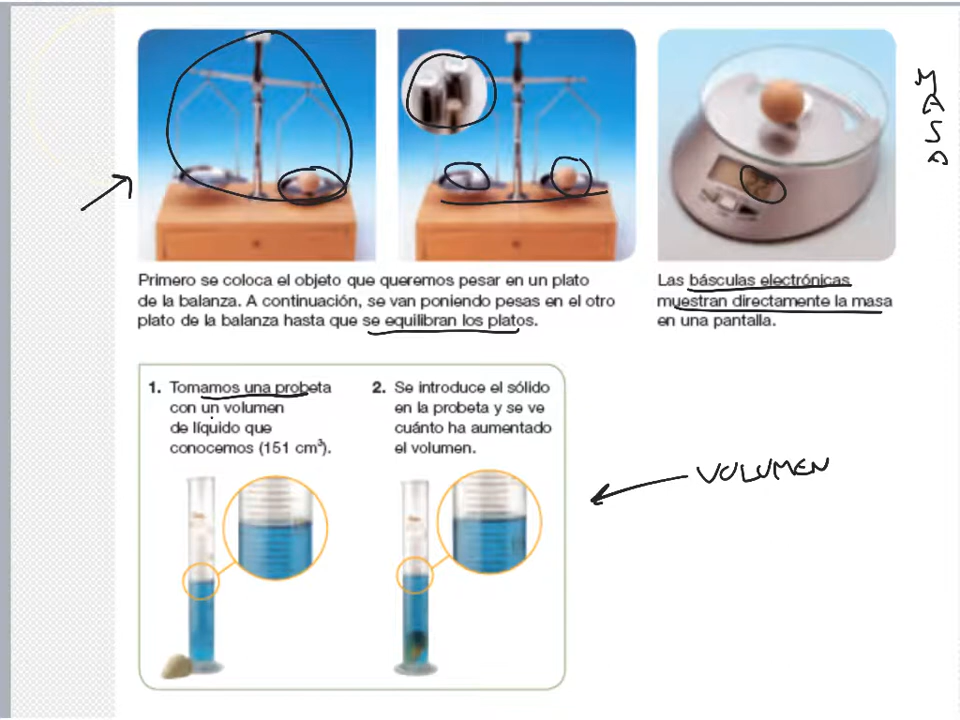 Primero se coloca el objeto que queremos pesar en un plato
de la balanza. A continuación, se van poniendo pesas en el otro
plato de la balanza hasta que se equilibran los platos.
Las básculas electrónicas
muestran directamente la masa
en una pantalla.
MASA
1. Tomamos una probeta
con un volumen
de líquido que
conocemos (151 cm³).
2. Se introduce el sólido
en la probeta y se ve
cuánto ha aumentado
el volumen.
VOLUMEN